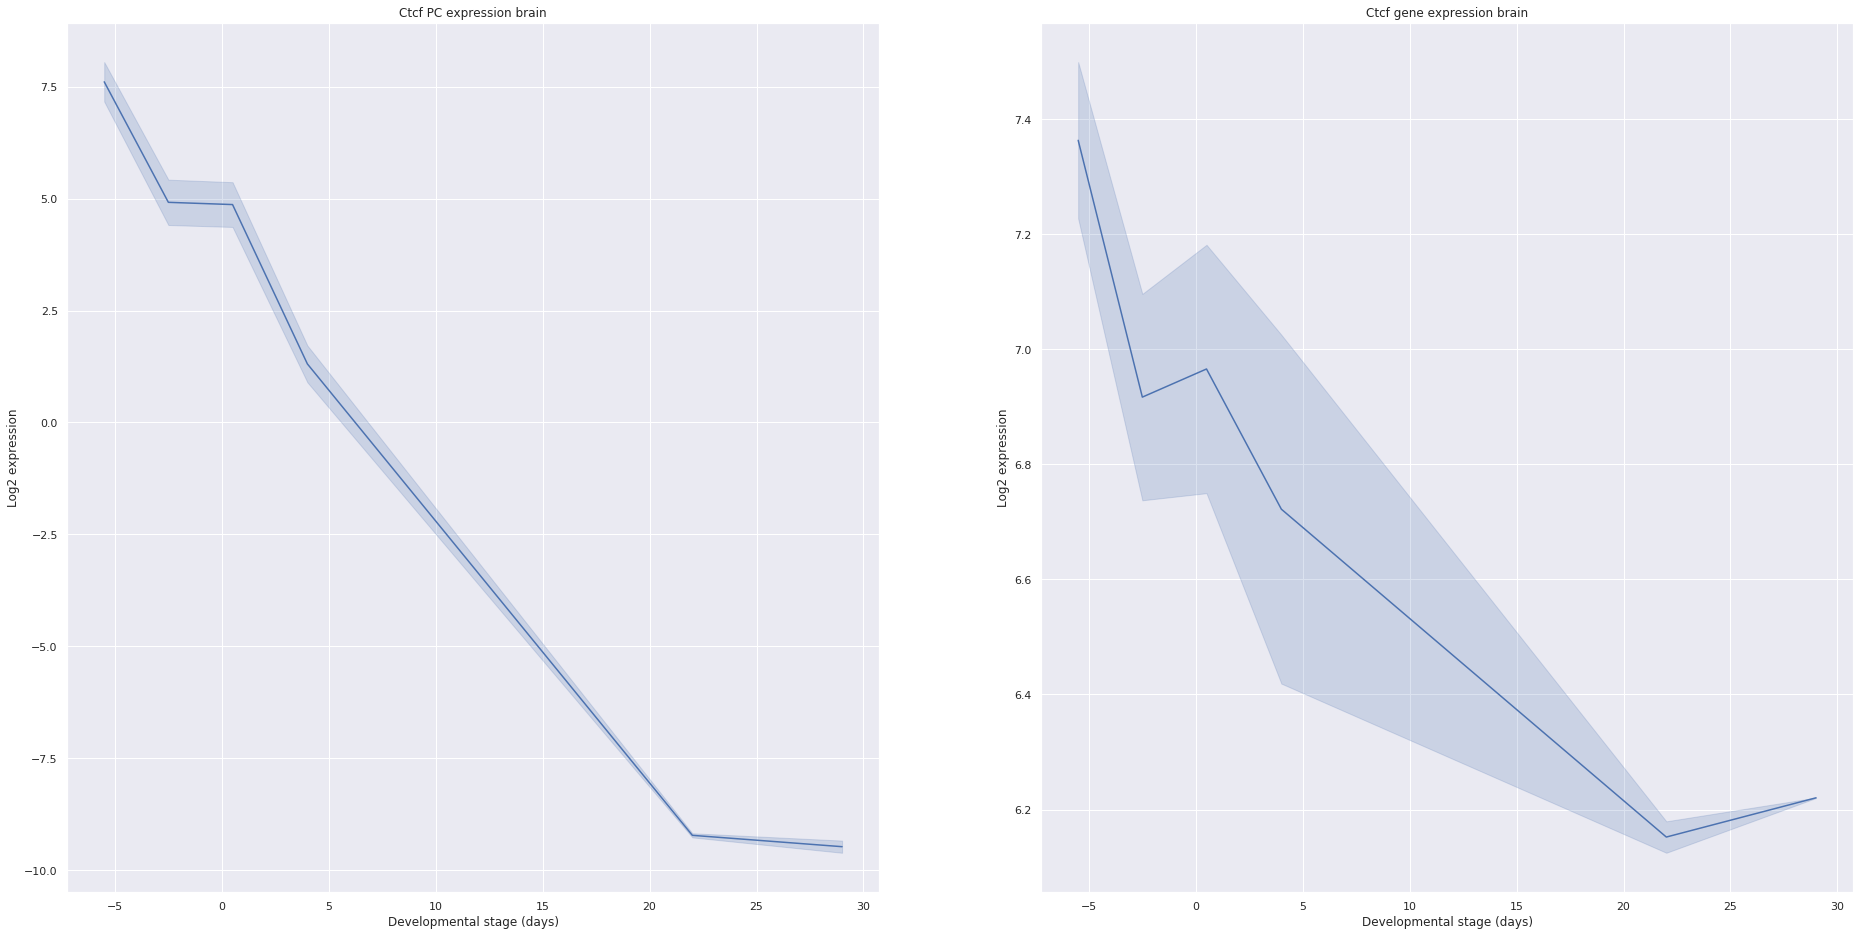 Ctcf PC expression brain
Log2 expression
7.5
5.0
2.5
0.0
−2.5
−5.0
−7.5
−10.0
−5 0 5 10 15 20 25 30
Developmental stage (days)
Ctcf gene expression brain
Log2 expression
7.4
7.2
7.0
6.8
6.6
6.4
6.2
−5 0 5 10 15 20 25 30
Developmental stage (days)